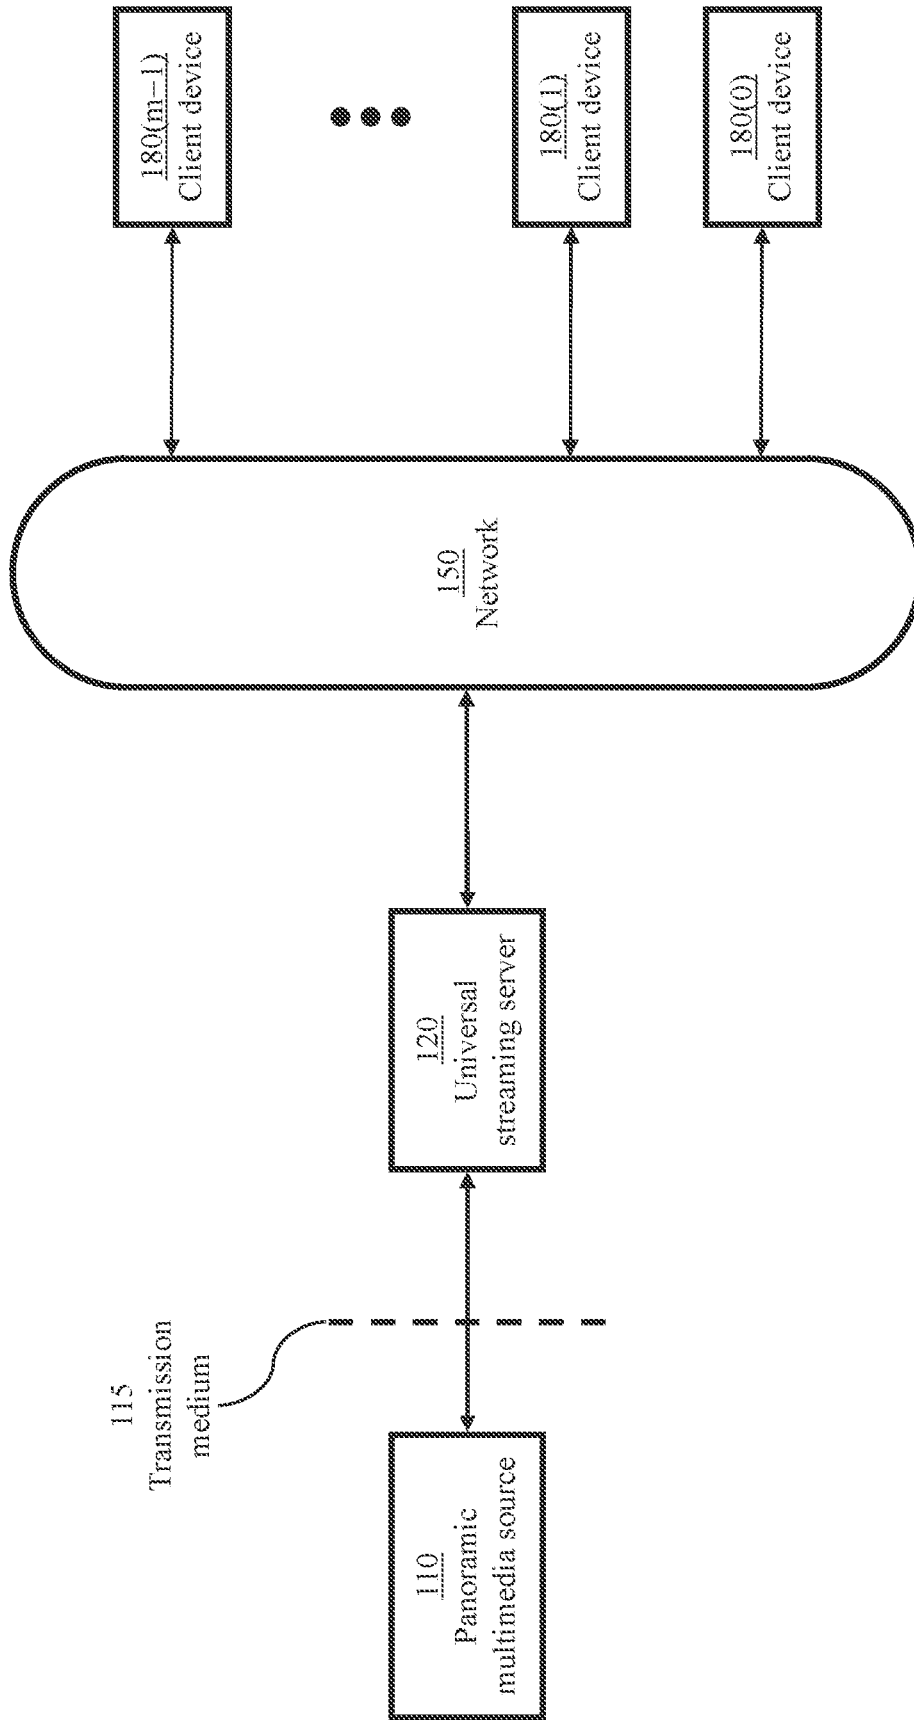 110
Panoramic
multimedia source
115
Transmission
medium
120
Universal
streaming server
150
Network
180(m−1)
Client device
180(1)
Client device
180(0)
Client device